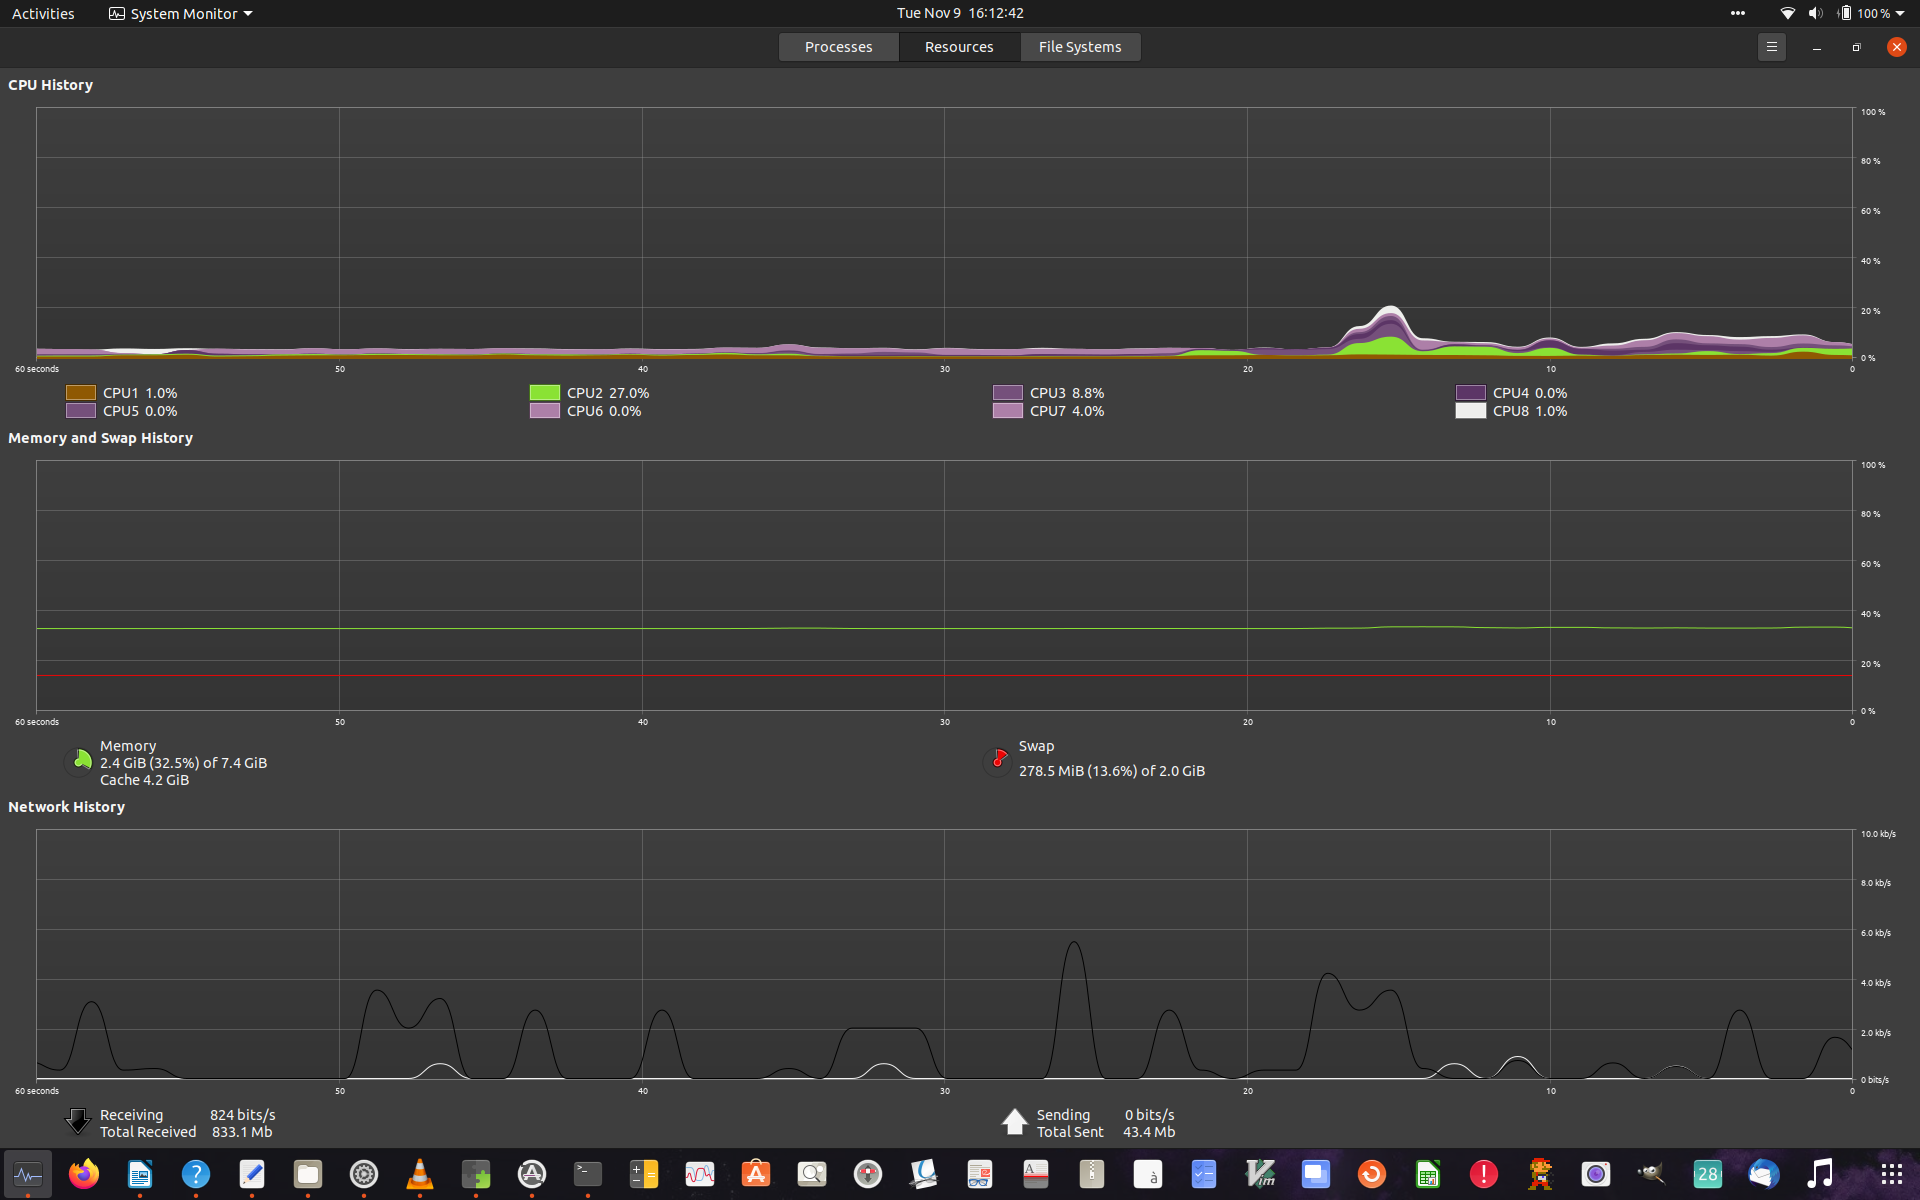 Activities System Monitor Tue Nov 9 16:12:42 100 %
Processes Resources File Systems
CPU History
100 %
80 %
60 %
40 %
20 %
0 %
60 seconds 50 40 30 20 10 0
CPU1 1.0% CPU2 27.0% CPU3 8.8% CPU4 0.0%
CPU5 0.0% CPU6 0.0% CPU7 4.0% CPU8 1.0%
Memory and Swap History
100 %
80 %
60 %
40 %
20 %
0 %
60 seconds 50 40 30 20 10 0
Memory
2.4 GiB (32.5%) of 7.4 GiB
Cache 4.2 GiB
Swap
278.5 MiB (13.6%) of 2.0 GiB
Network History
10.0 kb/s
8.0 kb/s
6.0 kb/s
4.0 kb/s
2.0 kb/s
0 bits/s
60 seconds 50 40 30 20 10 0
Receiving 824 bits/s
Total Received 833.1 Mb
Sending 0 bits/s
Total Sent 43.4 Mb
? >_ A à Vim ! 28